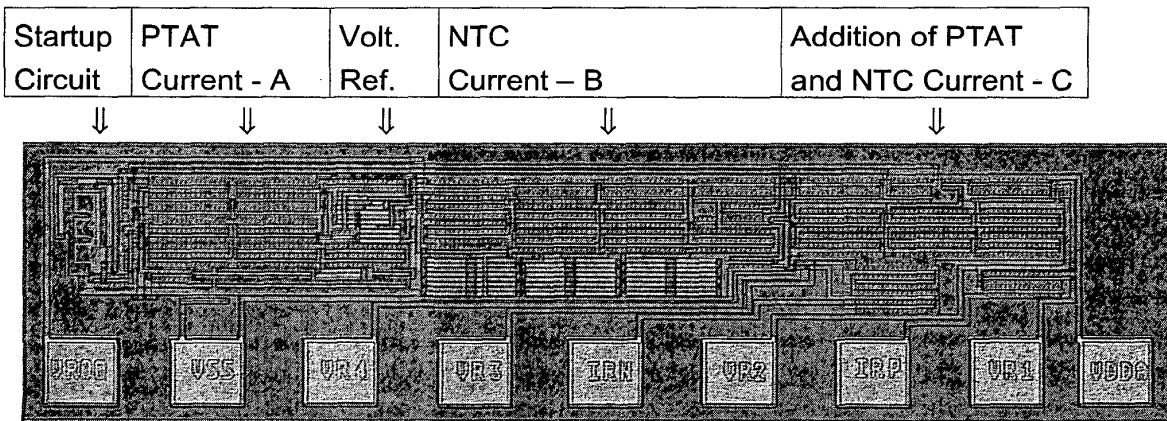 Startup Circuit
PTAT Current - A
Volt. Ref.
NTC Current – B
Addition of PTAT and NTC Current - C
VSS
VR4
VR3
IRN
VR2
IRP
VR1
VDDA